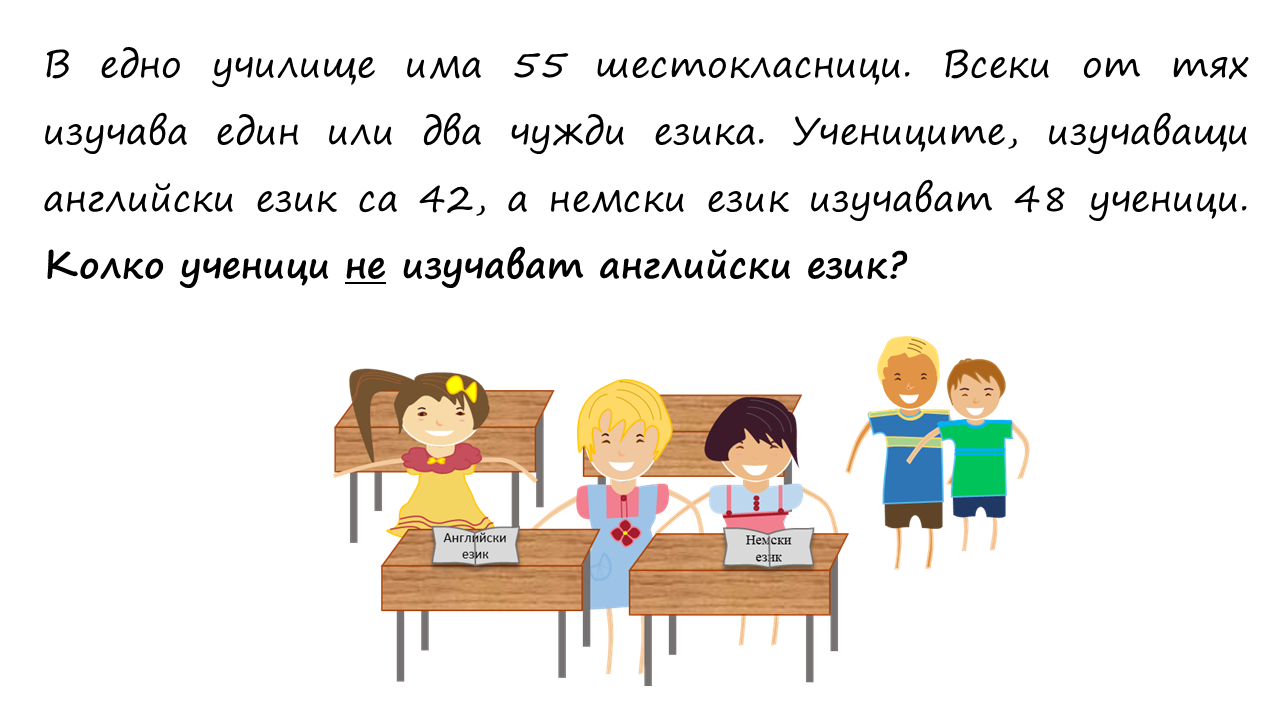 В едно училище има 55 шестокласници. Всеки от тях
изучава един или два чужди езика. Учениците, изучаващи
английски език са 42, а немски език изучават 48 ученици.
Колко ученици не изучават английски език?
Английски
език
Немски
език